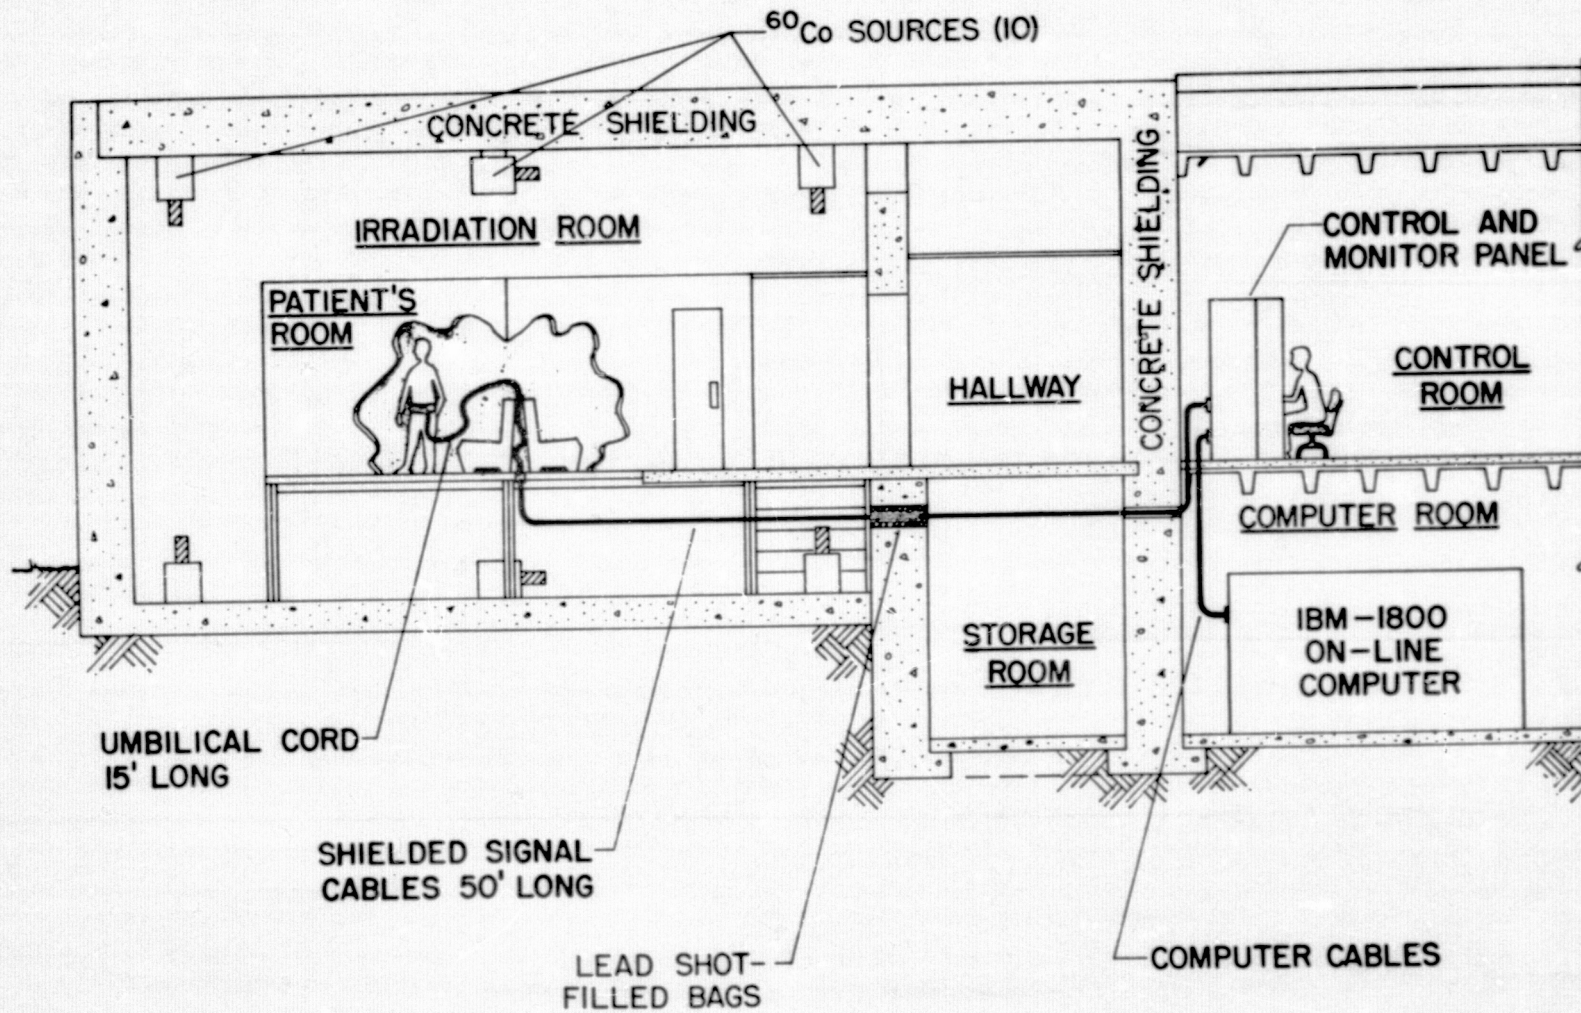 ⁶⁰Co SOURCES (10)
CONCRETE SHIELDING
CONCRETE SHIELDING
IRRADIATION ROOM
CONTROL AND
MONITOR PANEL
PATIENT'S
ROOM
HALLWAY
CONTROL
ROOM
COMPUTER ROOM
STORAGE
ROOM
IBM-1800
ON-LINE
COMPUTER
UMBILICAL CORD
15' LONG
SHIELDED SIGNAL
CABLES 50' LONG
LEAD SHOT-
FILLED BAGS
COMPUTER CABLES